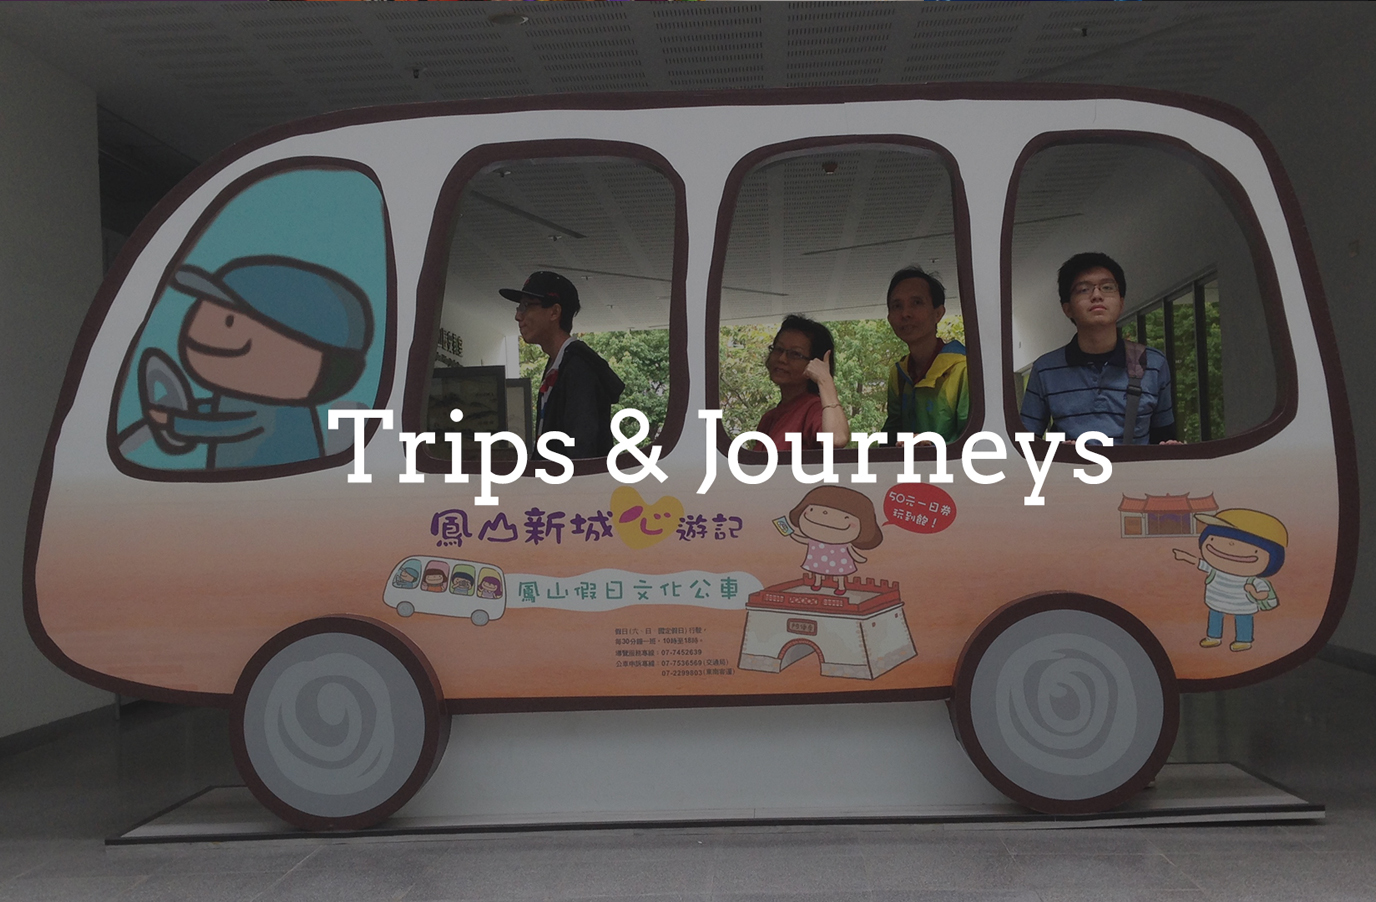 Trips & Journeys
鳳山新城心遊記
50元一日券
玩到飽!
鳳山假日文化公車
假日(六、日、國定假日)行駛,
每30分鐘一班,10時至18時。
導覽服務專線:07-7452639
公車申訴專線:07-7536569(交通局)
07-2299003(東南客運)